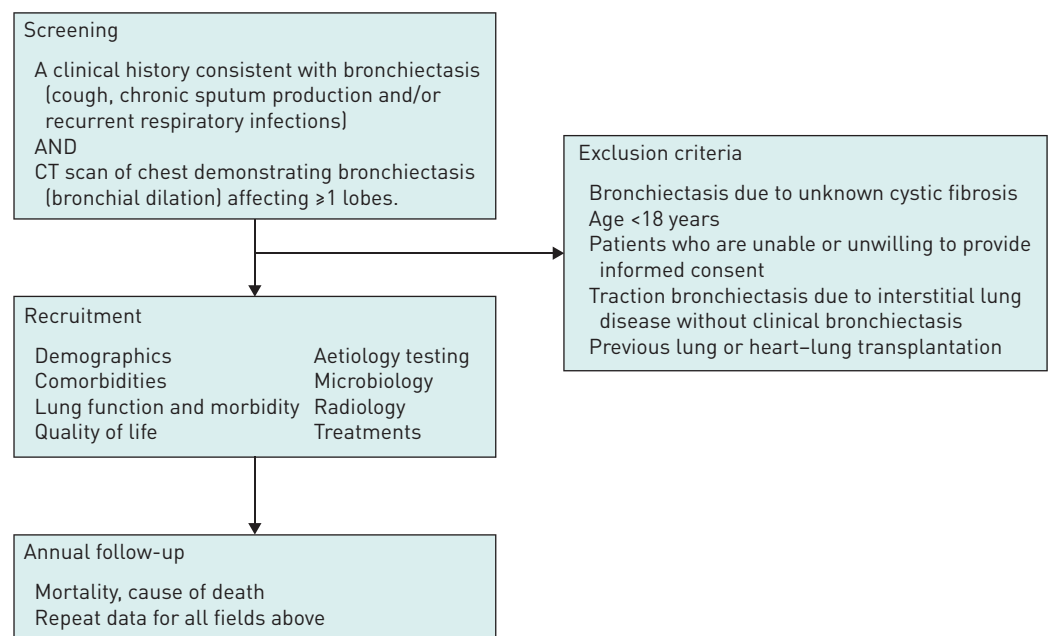 Screening
A clinical history consistent with bronchiectasis
(cough, chronic sputum production and/or
recurrent respiratory infections)
AND
CT scan of chest demonstrating bronchiectasis
(bronchial dilation) affecting ⩾1 lobes.
Exclusion criteria
Bronchiectasis due to unknown cystic fibrosis
Age <18 years
Patients who are unable or unwilling to provide
informed consent
Traction bronchiectasis due to interstitial lung
disease without clinical bronchiectasis
Previous lung or heart–lung transplantation
Recruitment
Demographics
Comorbidities
Lung function and morbidity
Quality of life
Aetiology testing
Microbiology
Radiology
Treatments
Annual follow-up
Mortality, cause of death
Repeat data for all fields above